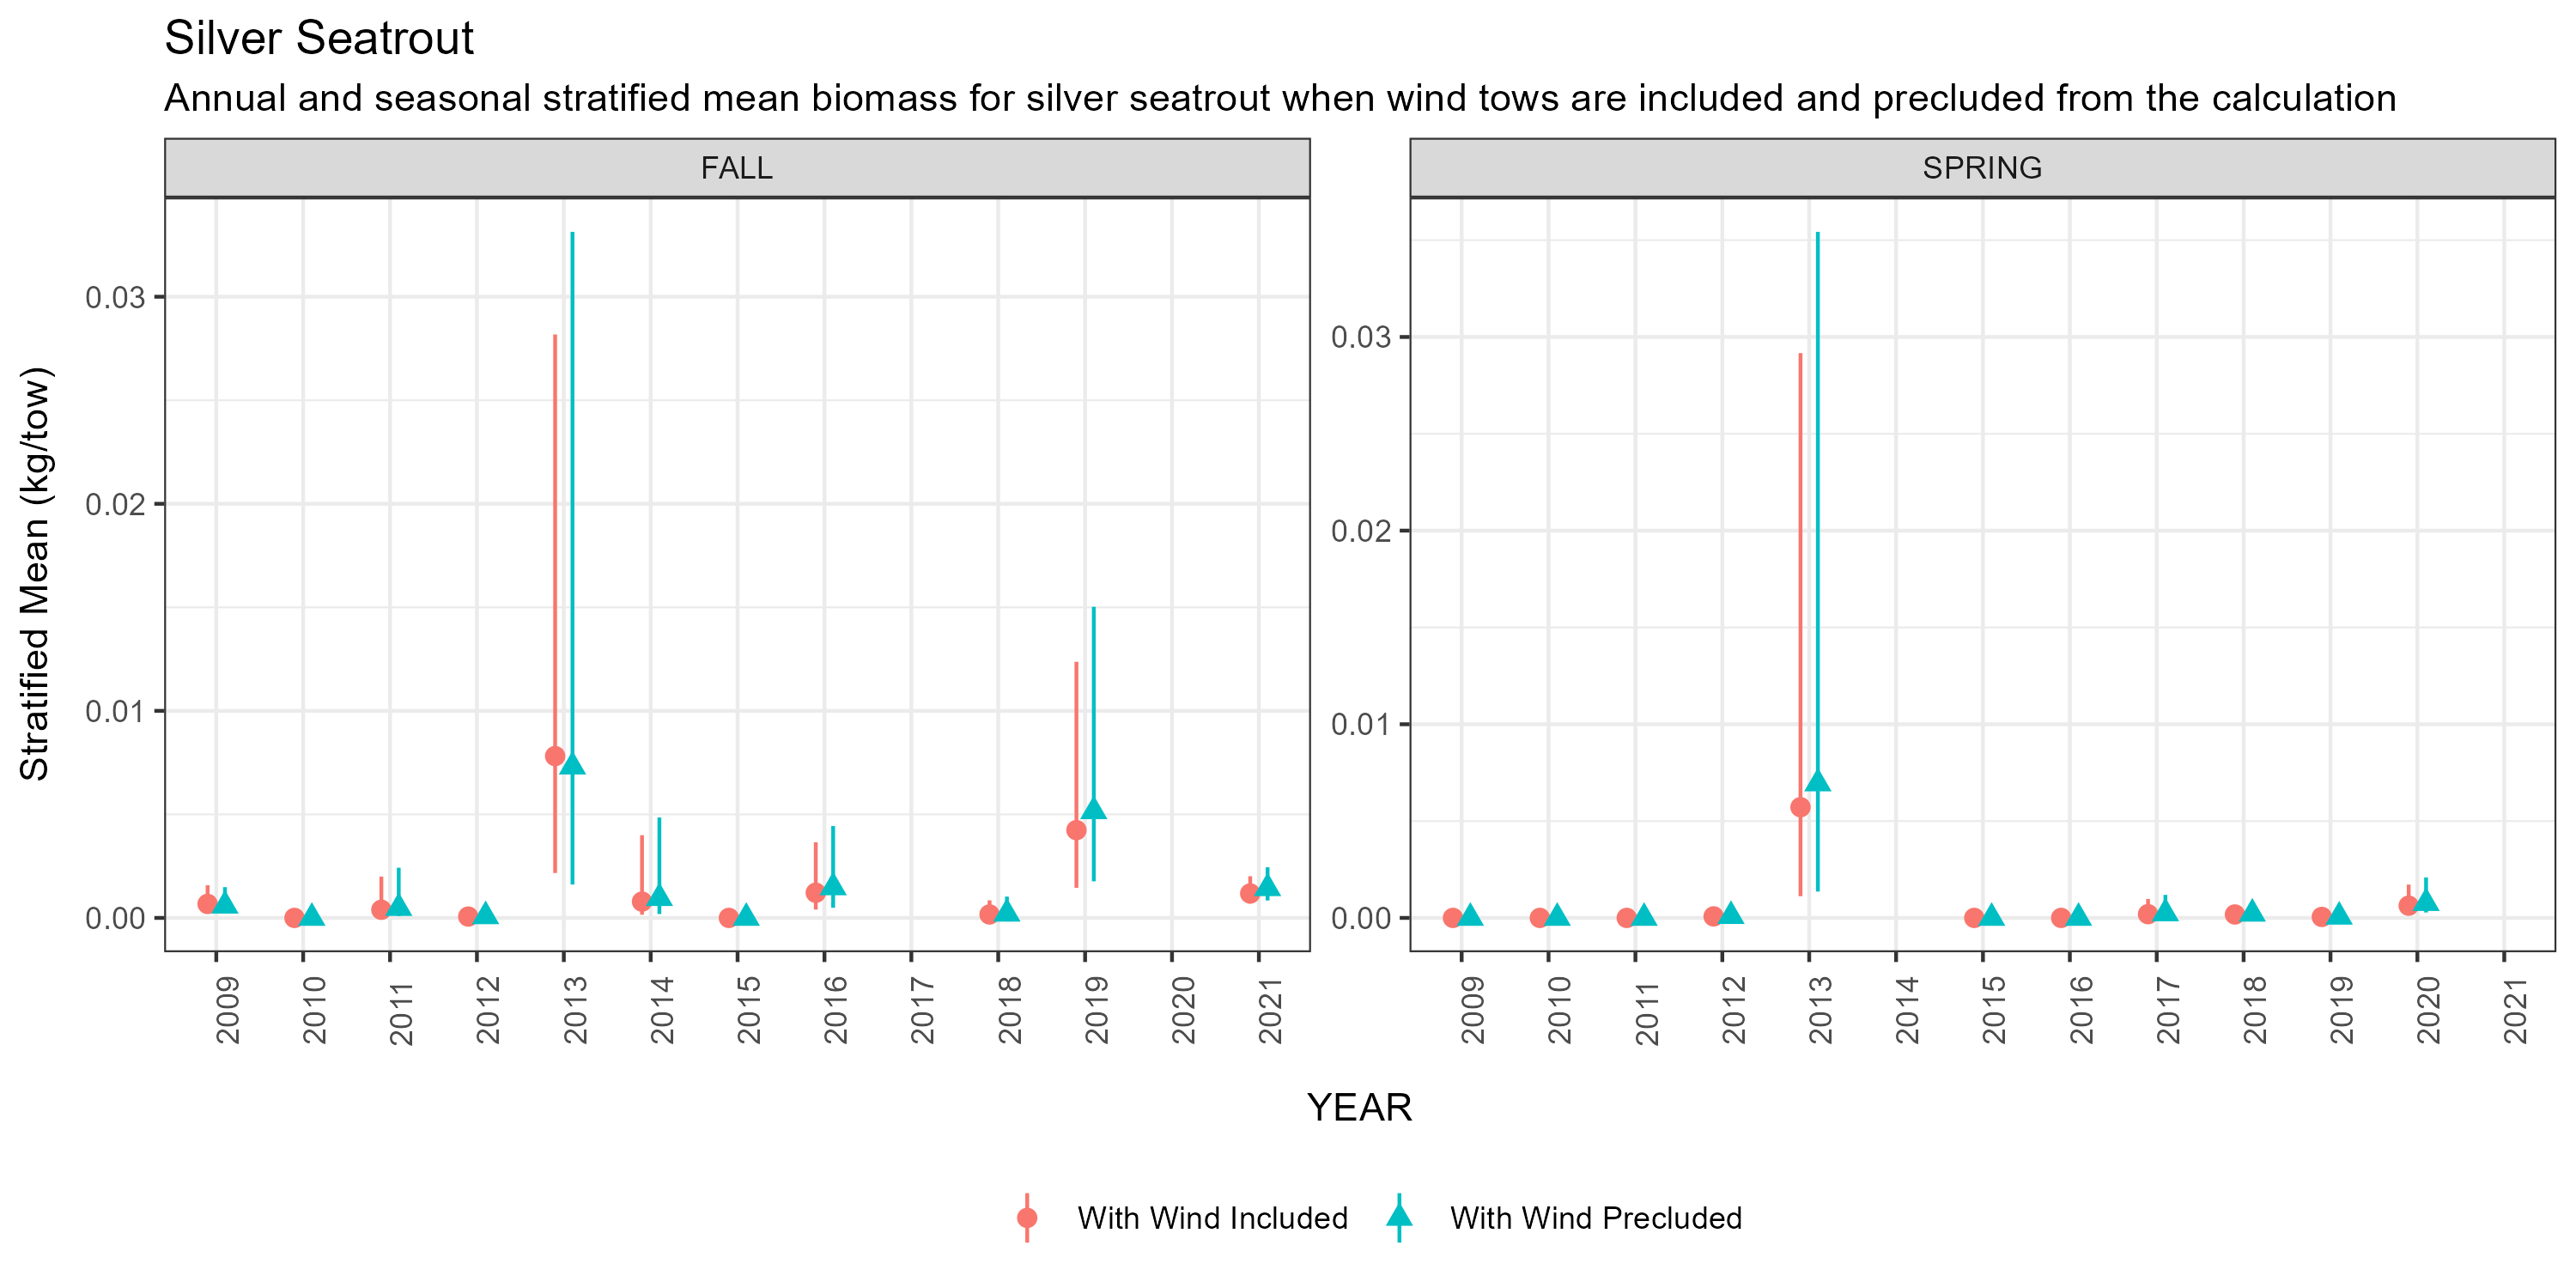 Silver Seatrout
Annual and seasonal stratified mean biomass for silver seatrout when wind tows are included and precluded from the calculation
FALL
SPRING
Stratified Mean (kg/tow)
0.03
0.02
0.01
0.00
0.03
0.02
0.01
0.00
2009 2010 2011 2012 2013 2014 2015 2016 2017 2018 2019 2020 2021
2009 2010 2011 2012 2013 2014 2015 2016 2017 2018 2019 2020 2021
YEAR
With Wind Included With Wind Precluded